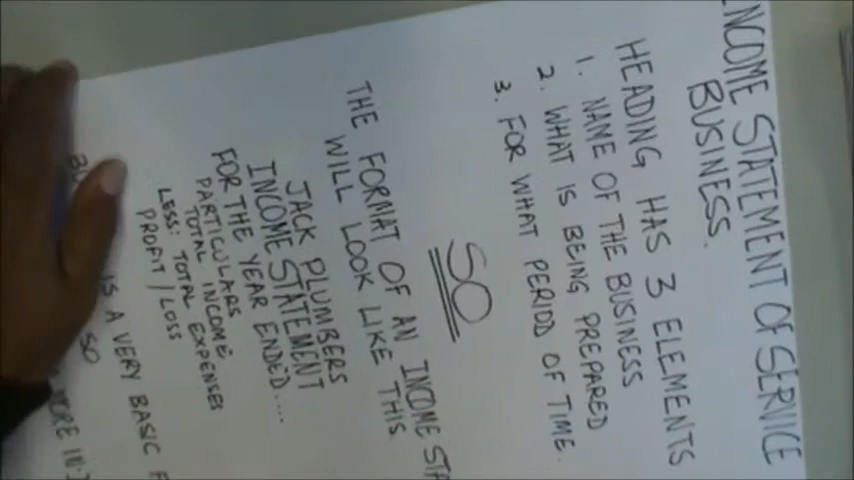 INCOME STATEMENT OF SERVICE
BUSINESS.
HEADING HAS 3 ELEMENTS
1. NAME OF THE BUSINESS
2. WHAT IS BEING PREPARED
3. FOR WHAT PERIOD OF TIME.
SO
THE FORMAT OF AN INCOME STA
WILL LOOK LIKE THIS
JACK PLUMBERS
INCOME STATEMENT
FOR THE YEAR ENDED....
PARTICULARS
TOTAL INCOME
LESS: TOTAL EXPENSES
PROFIT/LOSS
IS A VERY BASIC F
SO
MORE IN